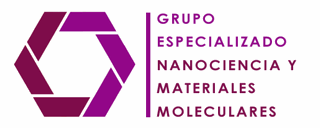 GRUPO
ESPECIALIZADO
NANOCIENCIA Y
MATERIALES
MOLECULARES